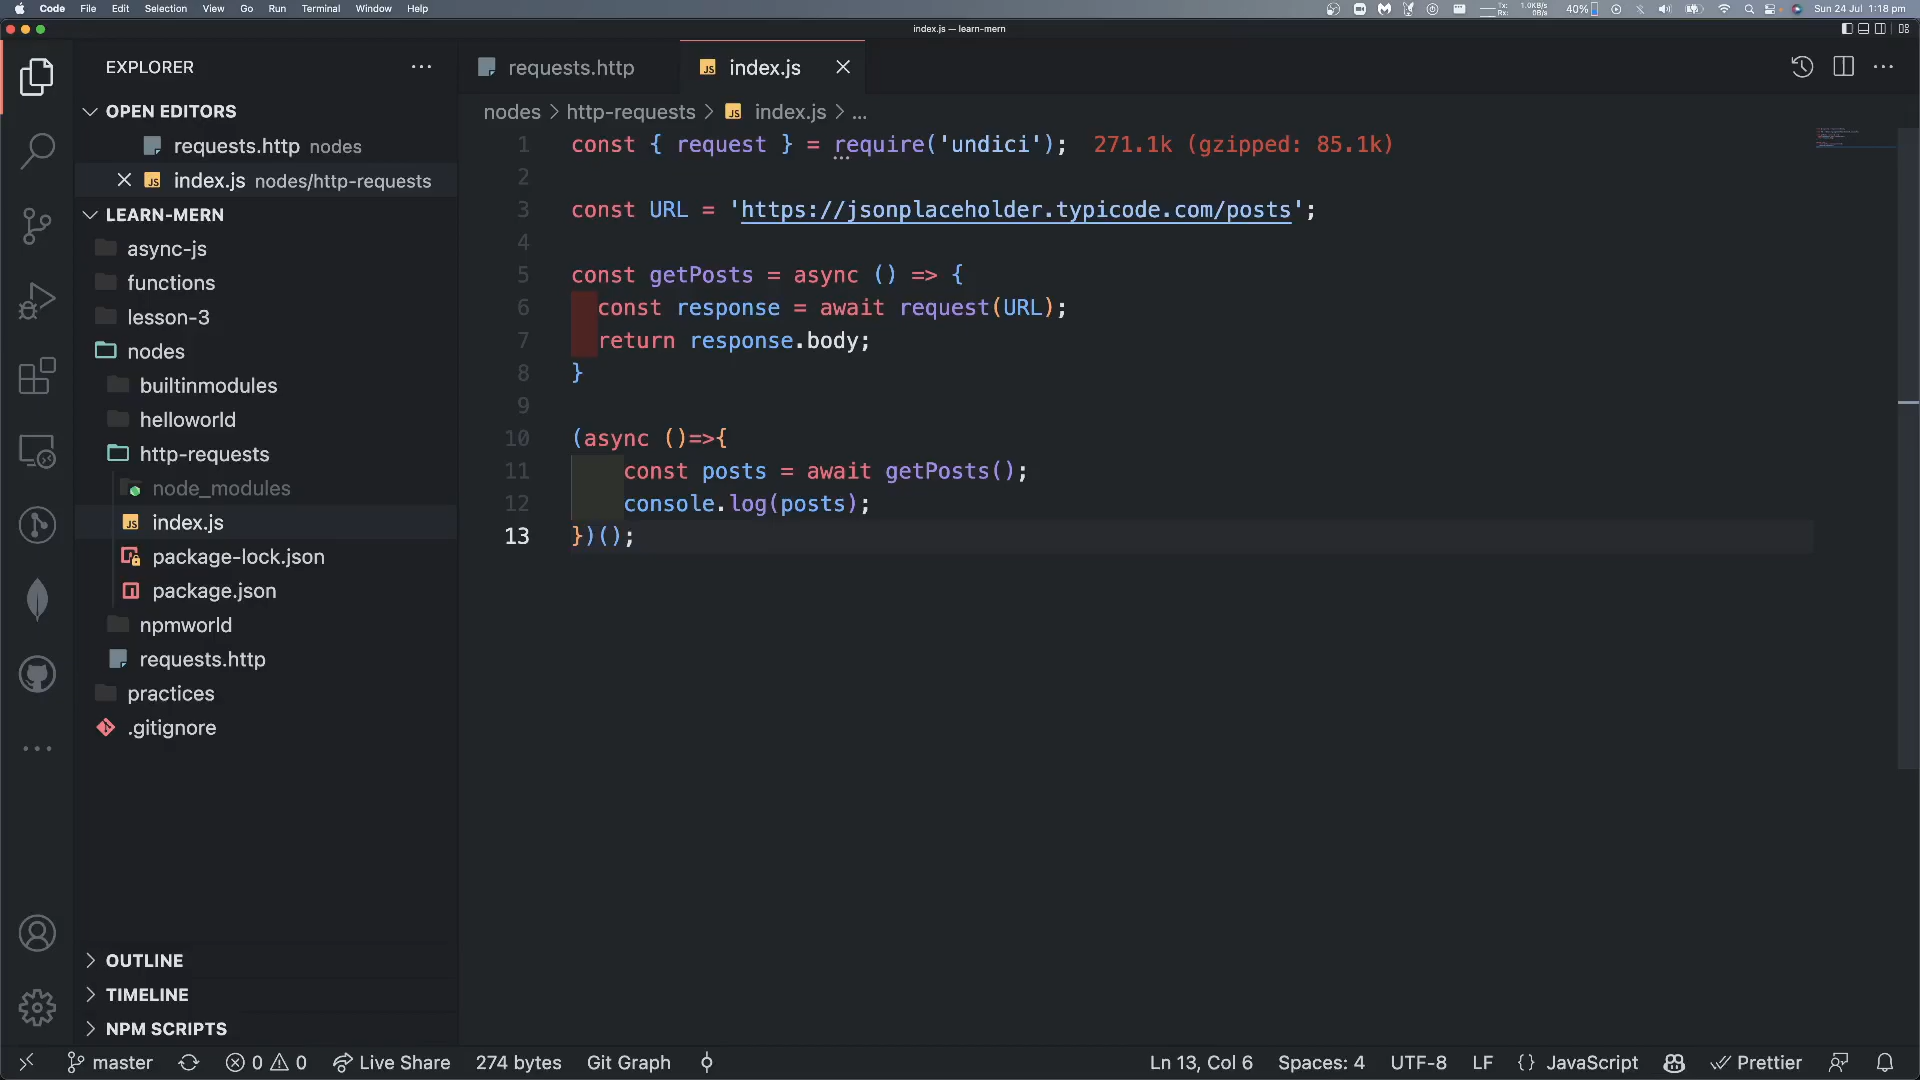 Code File Edit Selection View Go Run Terminal Window Help
Tx: 1.0KB/s
Rx: 0B/s
40%
Sun 24 Jul 1:18 pm
index.js — learn-mern
EXPLORER
OPEN EDITORS
requests.http nodes
index.js nodes/http-requests
LEARN-MERN
async-js
functions
lesson-3
nodes
builtinmodules
helloworld
http-requests
node_modules
index.js
package-lock.json
package.json
npmworld
requests.http
practices
.gitignore
OUTLINE
TIMELINE
NPM SCRIPTS
requests.http
index.js
nodes > http-requests > JS index.js > ...
1 const { request } = require('undici'); 271.1k (gzipped: 85.1k)
2
3 const URL = 'https://jsonplaceholder.typicode.com/posts';
4
5 const getPosts = async () => {
6 const response = await request(URL);
7 return response.body;
8 }
9
10 (async ()=>{
11 const posts = await getPosts();
12 console.log(posts);
13 })();
master 0 0 Live Share 274 bytes Git Graph Ln 13, Col 6 Spaces: 4 UTF-8 LF {} JavaScript Prettier